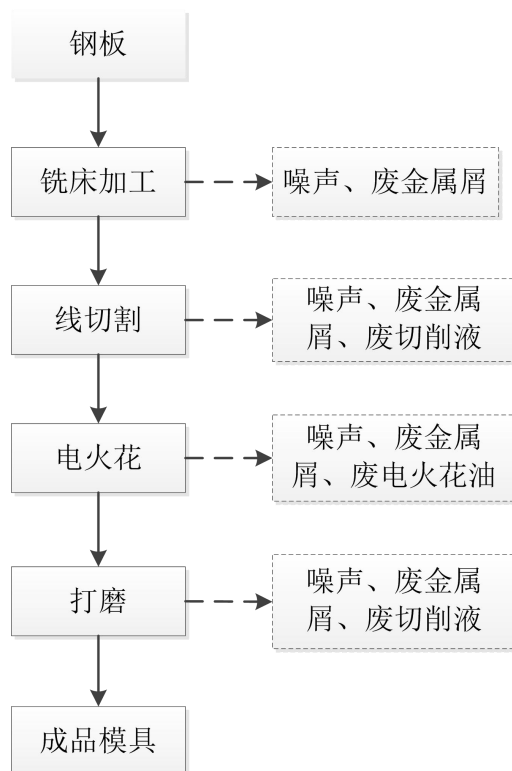 钢板
铣床加工
噪声、废金属屑
线切割
噪声、废金属
屑、废切削液
电火花
噪声、废金属
屑、废电火花油
打磨
噪声、废金属
屑、废切削液
成品模具